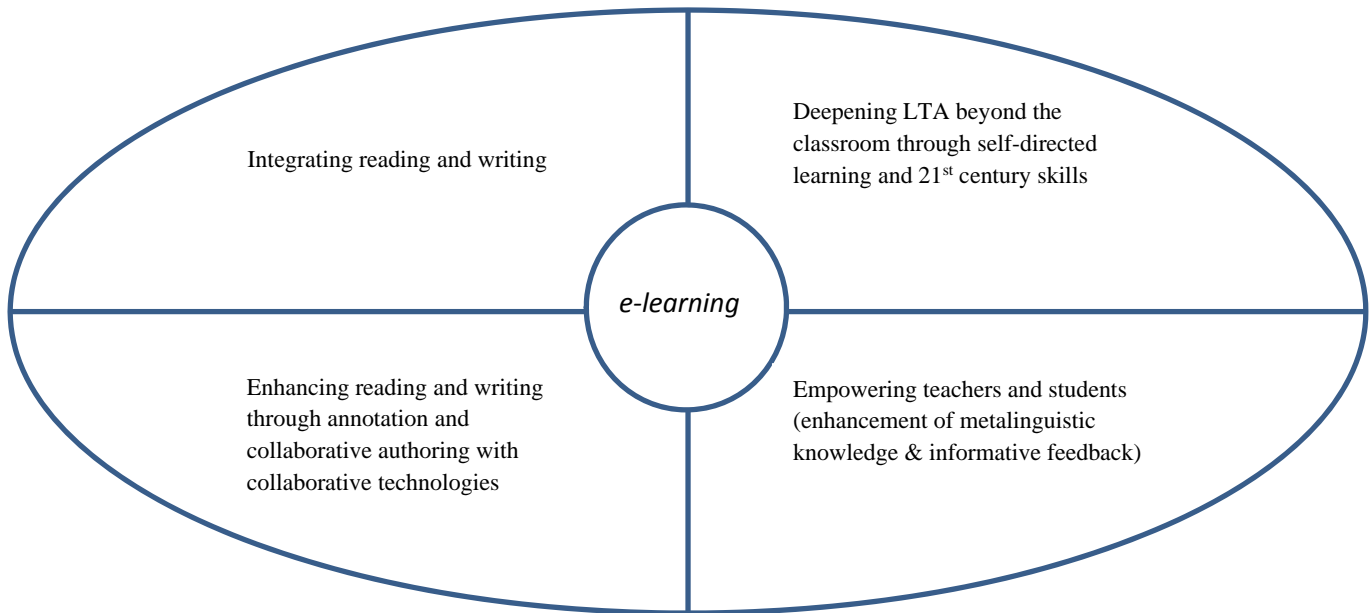 Integrating reading and writing
Deepening LTA beyond the
classroom through self-directed
learning and 21st century skills
e-learning
Enhancing reading and writing
through annotation and
collaborative authoring with
collaborative technologies
Empowering teachers and students
(enhancement of metalinguistic
knowledge & informative feedback)